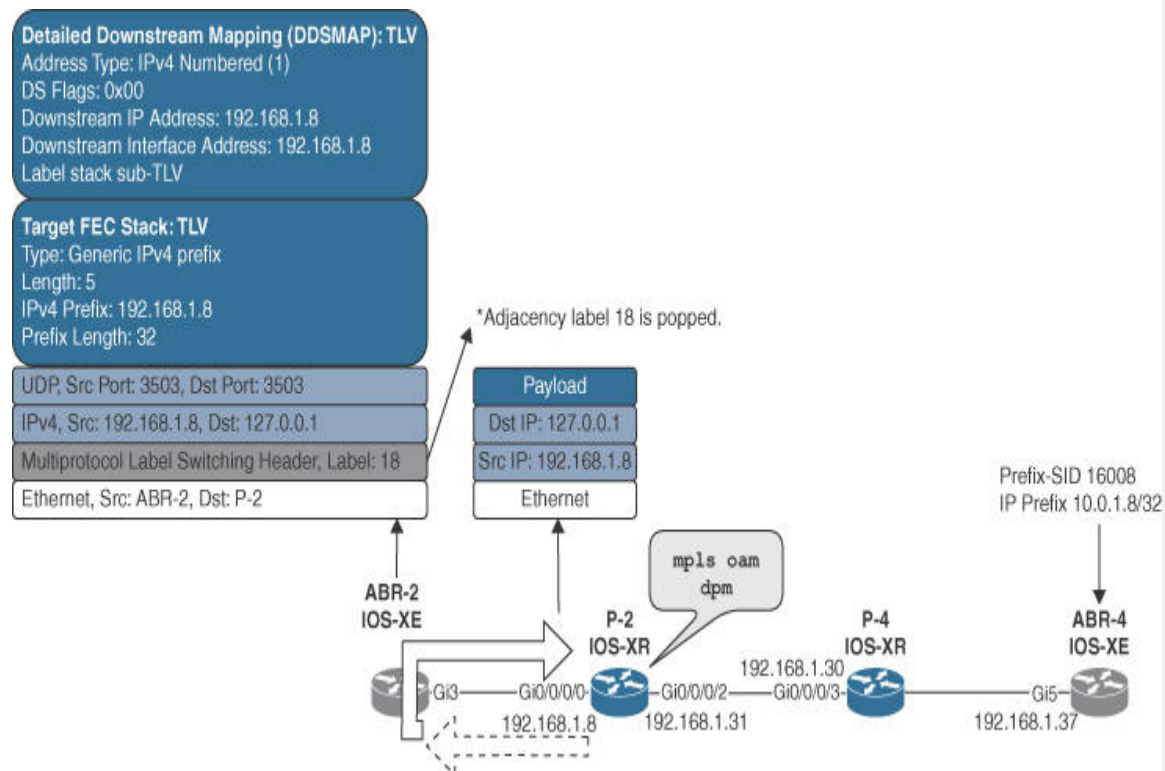 Detailed Downstream Mapping (DDSMAP): TLV
Address Type: IPv4 Numbered (1)
DS Flags: 0x00
Downstream IP Address: 192.168.1.8
Downstream Interface Address: 192.168.1.8
Label stack sub-TLV
Target FEC Stack: TLV
Type: Generic IPv4 prefix
Length: 5
IPv4 Prefix: 192.168.1.8
Prefix Length: 32
*Adjacency label 18 is popped.
UDP, Src Port: 3503, Dst Port: 3503
IPv4, Src: 192.168.1.8, Dst: 127.0.0.1
Multiprotocol Label Switching Header, Label: 18
Ethernet, Src: ABR-2, Dst: P-2
Payload
Dst IP: 127.0.0.1
Src IP: 192.168.1.8
Ethernet
Prefix-SID 16008
IP Prefix 10.0.1.8/32
mpls oam
dpm
ABR-2
IOS-XE
P-2
IOS-XR
P-4
IOS-XR
ABR-4
IOS-XE
192.168.1.30
Gi3
Gi0/0/0/0
Gi0/0/0/2
Gi0/0/0/3
Gi5
192.168.1.8
192.168.1.31
192.168.1.37